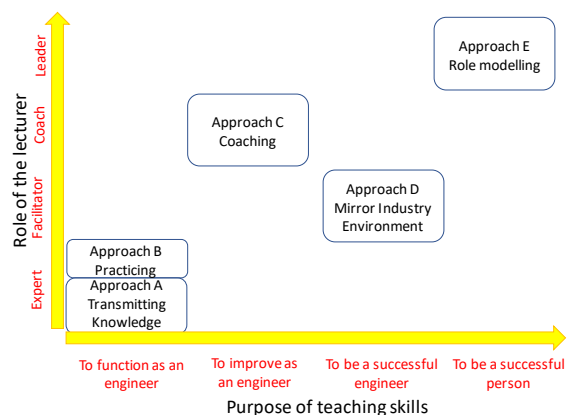 Approach E
Role modelling
Approach C
Coaching
Approach D
Mirror Industry
Environment
Approach B
Practicing
Approach A
Transmitting
Knowledge
Role of the lecturer
Leader
Coach
Facilitator
Expert
To function as an
engineer
To improve as
an engineer
To be a successful
engineer
To be a successful
person
Purpose of teaching skills